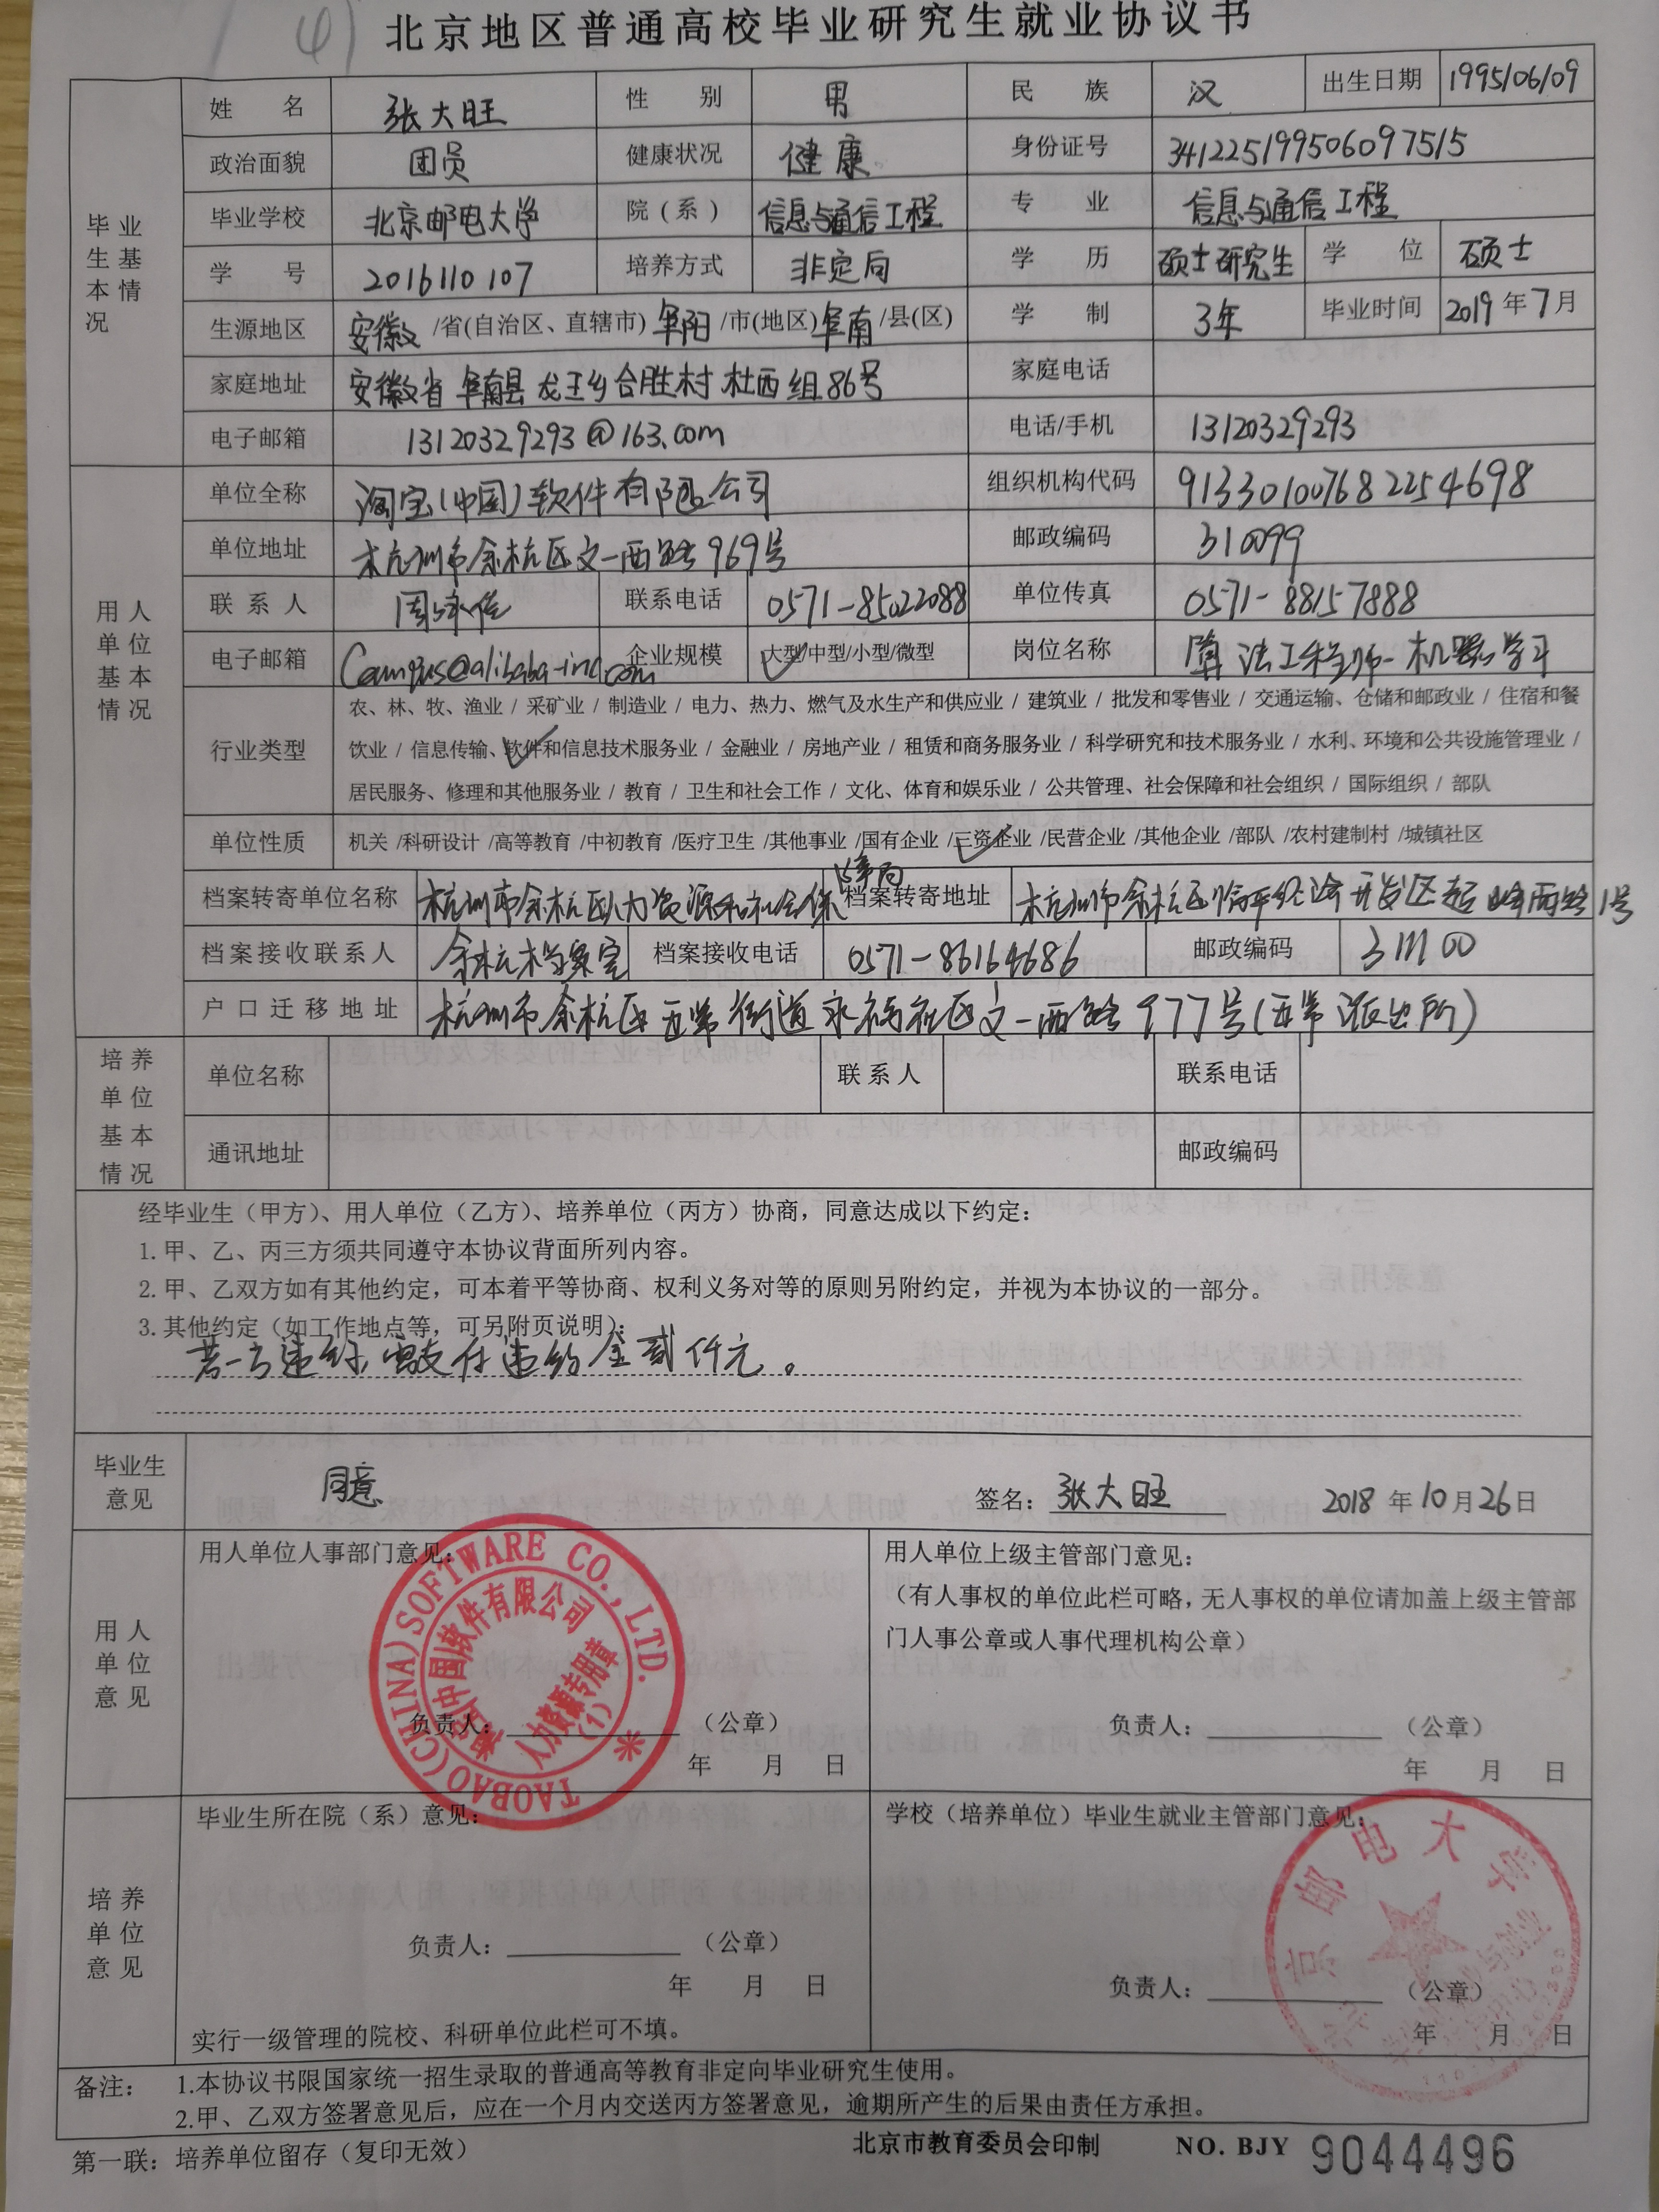 (4)
北京地区普通高校毕业研究生就业协议书
毕业生基本情况
姓 名 张大旺 性 别 男 民 族 汉 出生日期 1995/06/09
政治面貌 团员 健康状况 健康 身份证号 341225199506097515
毕业学校 北京邮电大学 院(系) 信息与通信工程 专 业 信息与通信工程
学 号 2016110107 培养方式 非定向 学 历 硕士研究生 学 位 硕士
生源地区 安徽/省(自治区、直辖市)阜阳/市(地区)阜南/县(区) 学 制 3年 毕业时间 2019年7月
家庭地址 安徽省阜南县龙王乡合胜村杜西组86号 家庭电话
电子邮箱 13120329293@163.com 电话/手机 13120329293
用人单位基本情况
单位全称 淘宝(中国)软件有限公司 组织机构代码 913301007682254698
单位地址 杭州市余杭区文一西路969号 邮政编码 310099
联系人 联系电话 0571-85022088 单位传真 0571-88157888
电子邮箱 Campus@alibaba-inc.com 企业规模 大型/中型/小型/微型 岗位名称 算法工程师-机器学习
行业类型 农、林、牧、渔业 / 采矿业 / 制造业 / 电力、热力、燃气及水生产和供应业 / 建筑业 / 批发和零售业 / 交通运输、仓储和邮政业 / 住宿和餐
饮业 / 信息传输、软件和信息技术服务业 / 金融业 / 房地产业 / 租赁和商务服务业 / 科学研究和技术服务业 / 水利、环境和公共设施管理业 /
居民服务、修理和其他服务业 / 教育 / 卫生和社会工作 / 文化、体育和娱乐业 / 公共管理、社会保障和社会组织 / 国际组织 / 部队
单位性质 机关 /科研设计 /高等教育 /中初教育 /医疗卫生 /其他事业 /国有企业 /三资企业 /民营企业 /其他企业 /部队 /农村建制村 /城镇社区
档案转寄单位名称 杭州市余杭区人力资源和社会保障局 档案转寄地址 杭州市余杭区临平经济开发区超峰西路1号
档案接收联系人 余杭档案室 档案接收电话 0571-86164686 邮政编码 311100
户口迁移地址 杭州市余杭区五常街道永福社区文一西路977号(五常派出所)
培养单位基本情况
单位名称 联系人 联系电话
通讯地址 邮政编码
经毕业生（甲方）、用人单位（乙方）、培养单位（丙方）协商，同意达成以下约定：
1. 甲、乙、丙三方须共同遵守本协议背面所列内容。
2. 甲、乙双方如有其他约定，可本着平等协商、权利义务对等的原则另附约定，并视为本协议的一部分。
3. 其他约定（如工作地点等，可另附页说明）：
若一方违约需支付违约金贰仟元。
毕业生意见 同意 签名：张大旺 2018年10月26日
用人单位意见
用人单位人事部门意见：
TAOBAO(CHINA)SOFTWARE CO.,LTD.
淘宝中国软件有限公司
人力资源专用章
(1)
负责人： （公章）
年 月 日
用人单位上级主管部门意见：
（有人事权的单位此栏可略，无人事权的单位请加盖上级主管部
门人事公章或人事代理机构公章）
负责人： （公章）
年 月 日
培养单位意见
毕业生所在院（系）意见：
负责人： （公章）
年 月 日
实行一级管理的院校、科研单位此栏可不填。
学校（培养单位）毕业生就业主管部门意见：
北京邮电大学
负责人： （公章）
年 月 日
备注： 1.本协议书限国家统一招生录取的普通高等教育非定向毕业研究生使用。
2.甲、乙双方签署意见后，应在一个月内交送丙方签署意见，逾期所产生的后果由责任方承担。
第一联：培养单位留存（复印无效） 北京市教育委员会印制 NO. BJY 9044496